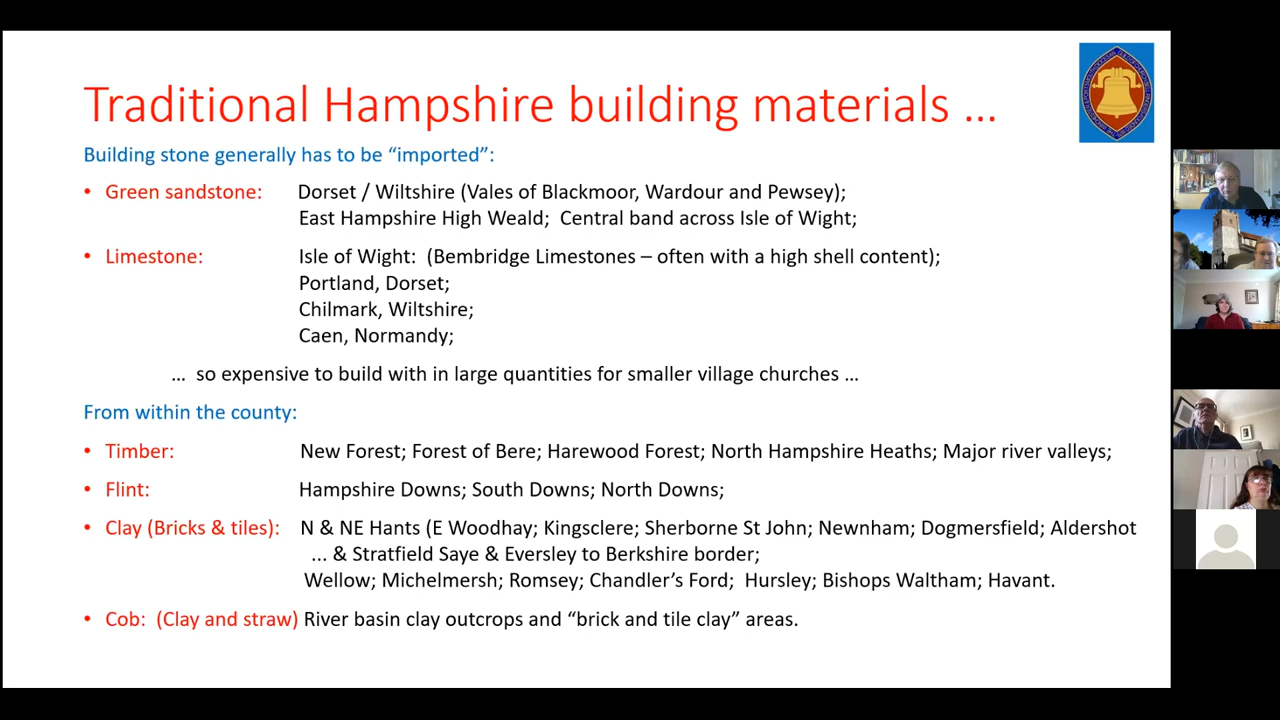 Traditional Hampshire building materials ...
Building stone generally has to be “imported”:
• Green sandstone: Dorset / Wiltshire (Vales of Blackmoor, Wardour and Pewsey);
East Hampshire High Weald; Central band across Isle of Wight;
• Limestone: Isle of Wight: (Bembridge Limestones – often with a high shell content);
Portland, Dorset;
Chilmark, Wiltshire;
Caen, Normandy;
... so expensive to build with in large quantities for smaller village churches ...
From within the county:
• Timber: New Forest; Forest of Bere; Harewood Forest; North Hampshire Heaths; Major river valleys;
• Flint: Hampshire Downs; South Downs; North Downs;
• Clay (Bricks & tiles): N & NE Hants (E Woodhay; Kingsclere; Sherborne St John; Newnham; Dogmersfield; Aldershot
... & Stratfield Saye & Eversley to Berkshire border;
Wellow; Michelmersh; Romsey; Chandler’s Ford; Hursley; Bishops Waltham; Havant.
• Cob: (Clay and straw) River basin clay outcrops and “brick and tile clay” areas.